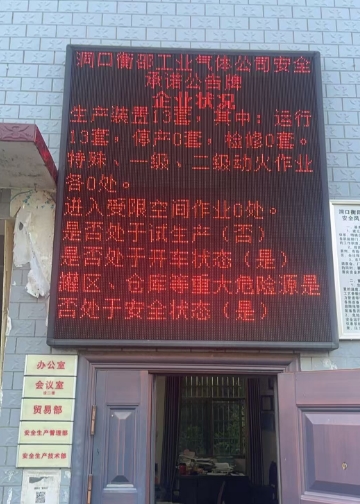 洞口衡邵工业气体公司安全
承诺公告牌
企业状况
生产装置13套，其中：运行
13套，停产0套，检修0套。
特殊、一级、二级动火作业
各0处。
进入受限空间作业0处。
是否处于试生产（否）
是否处于开车状态（是）
罐区、仓库等重大危险源是
否处于安全状态（是）
办公室
会议室
贸易部
安全生产管理部
安全生产技术部